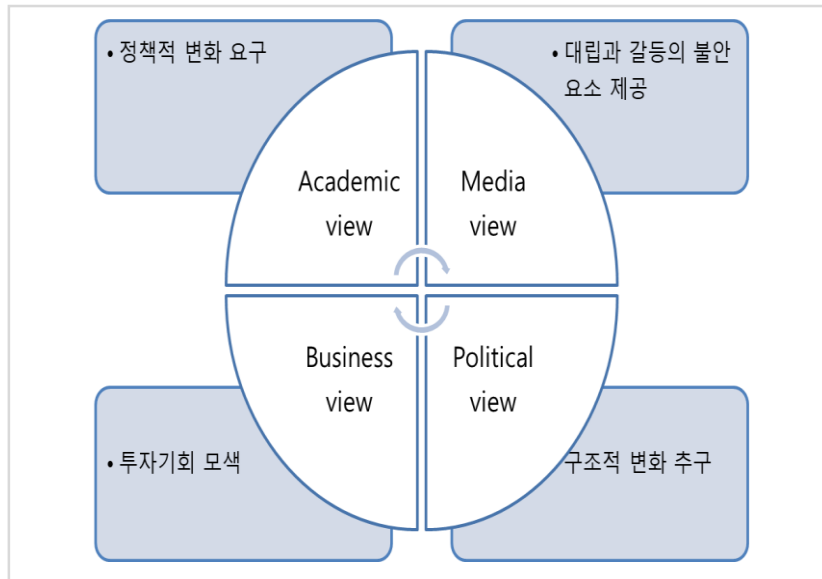 • 정책적 변화 요구
• 대립과 갈등의 불안
요소 제공
Academic
view
Media
view
Business
view
Political
view
• 투자기회 모색
구조적 변화 추구